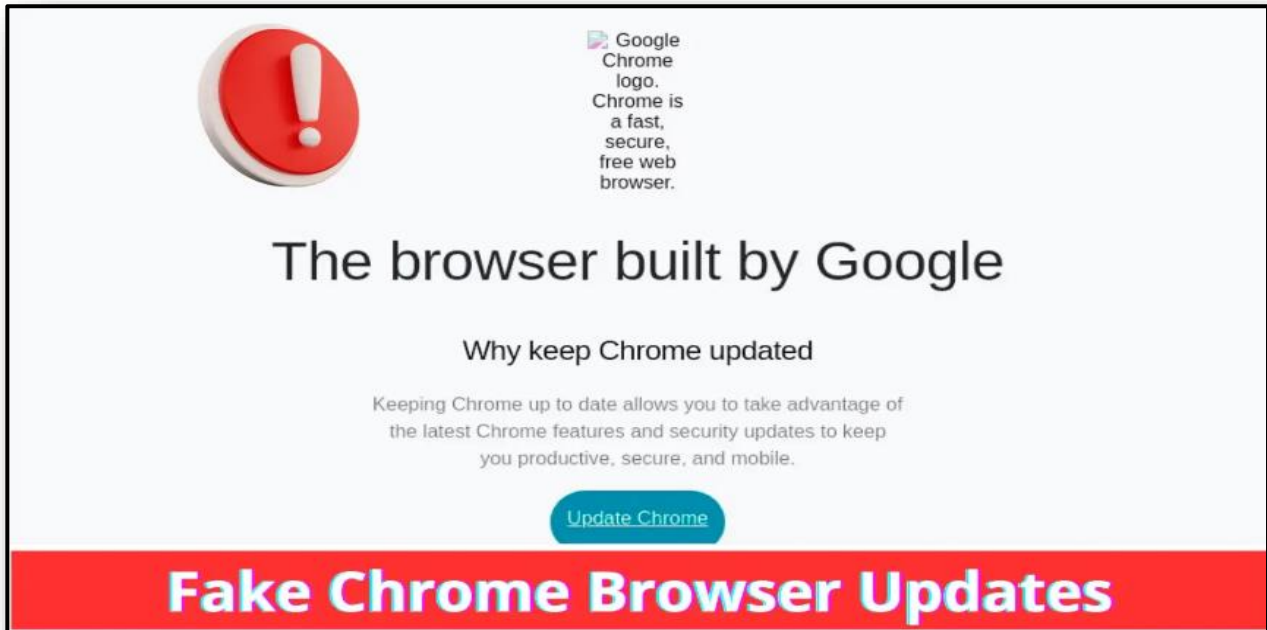 Google
Chrome
logo.
Chrome is
a fast,
secure,
free web
browser.
The browser built by Google
Why keep Chrome updated
Keeping Chrome up to date allows you to take advantage of
the latest Chrome features and security updates to keep
you productive, secure, and mobile.
Update Chrome
Fake Chrome Browser Updates